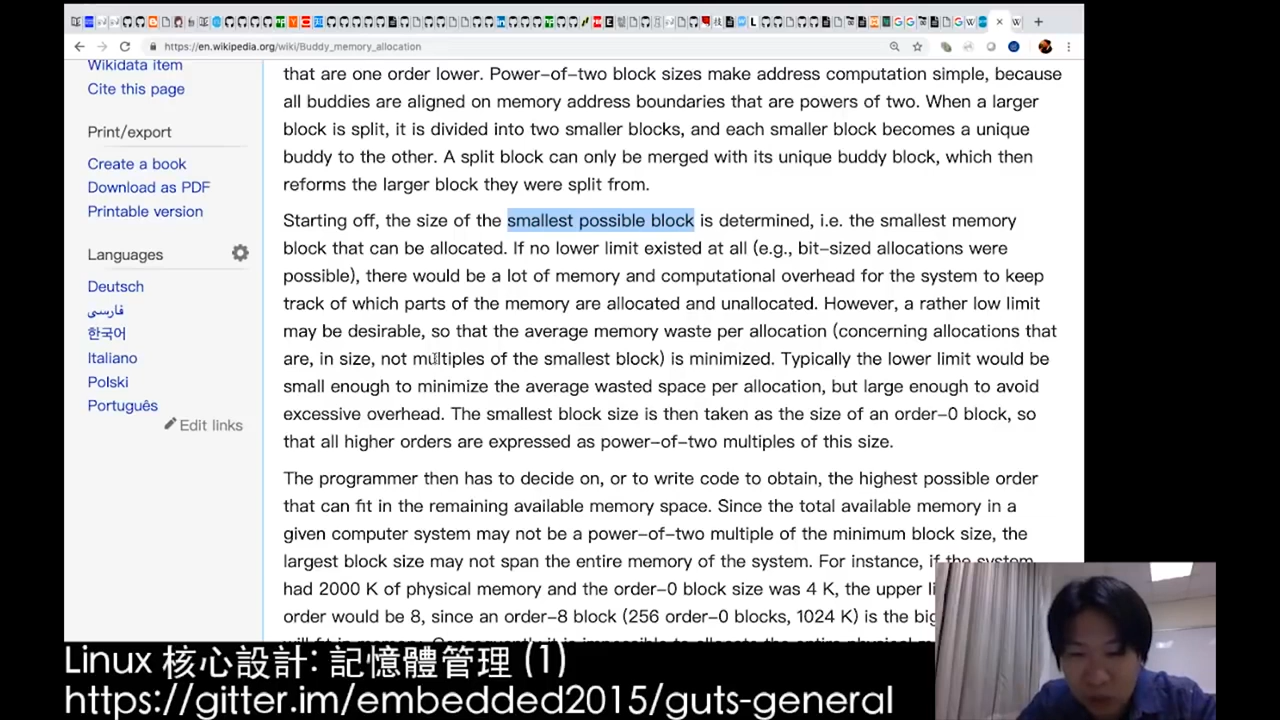 https://en.wikipedia.org/wiki/Buddy_memory_allocation
Wikidata item
Cite this page
Print/export
Create a book
Download as PDF
Printable version
Languages
Deutsch
فارسی
한국어
Italiano
Polski
Português
Edit links
that are one order lower. Power-of-two block sizes make address computation simple, because
all buddies are aligned on memory address boundaries that are powers of two. When a larger
block is split, it is divided into two smaller blocks, and each smaller block becomes a unique
buddy to the other. A split block can only be merged with its unique buddy block, which then
reforms the larger block they were split from.
Starting off, the size of the smallest possible block is determined, i.e. the smallest memory
block that can be allocated. If no lower limit existed at all (e.g., bit-sized allocations were
possible), there would be a lot of memory and computational overhead for the system to keep
track of which parts of the memory are allocated and unallocated. However, a rather low limit
may be desirable, so that the average memory waste per allocation (concerning allocations that
are, in size, not multiples of the smallest block) is minimized. Typically the lower limit would be
small enough to minimize the average wasted space per allocation, but large enough to avoid
excessive overhead. The smallest block size is then taken as the size of an order-0 block, so
that all higher orders are expressed as power-of-two multiples of this size.
The programmer then has to decide on, or to write code to obtain, the highest possible order
that can fit in the remaining available memory space. Since the total available memory in a
given computer system may not be a power-of-two multiple of the minimum block size, the
largest block size may not span the entire memory of the system. For instance, if the system
had 2000 K of physical memory and the order-0 block size was 4 K, the upper
order would be 8, since an order-8 block (256 order-0 blocks, 1024 K) is the
Linux 核心設計: 記憶體管理 (1)
https://gitter.im/embedded2015/guts-general